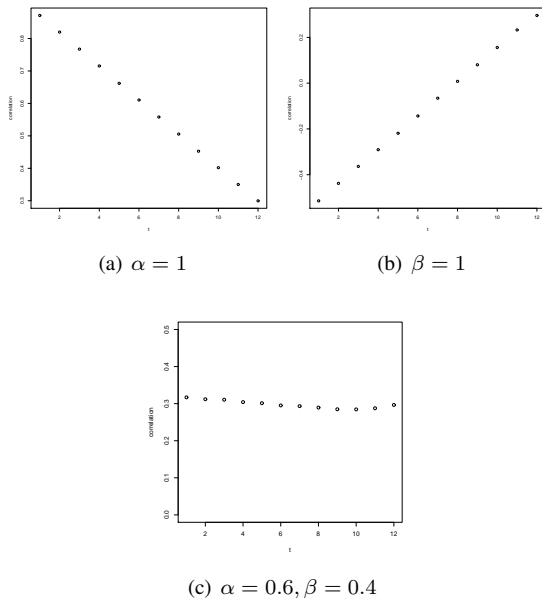 0.8
0.7
0.6
0.5
0.4
0.3
correlation
2 4 6 8 10 12
t
(a) α = 1
0.2
0.0
-0.2
-0.4
correlation
2 4 6 8 10 12
t
(b) β = 1
0.5
0.4
0.3
0.2
0.1
0.0
correlation
2 4 6 8 10 12
t
(c) α = 0.6, β = 0.4